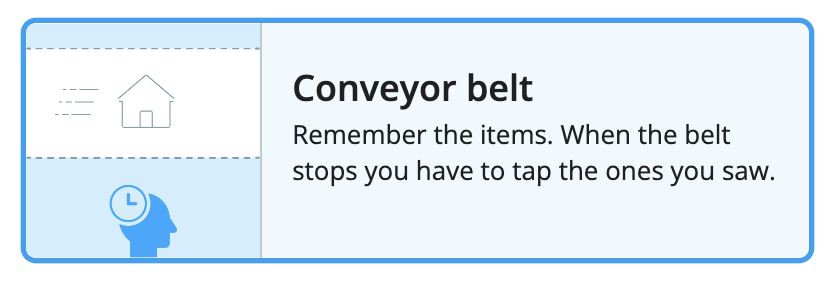 Conveyor belt
Remember the items. When the belt
stops you have to tap the ones you saw.